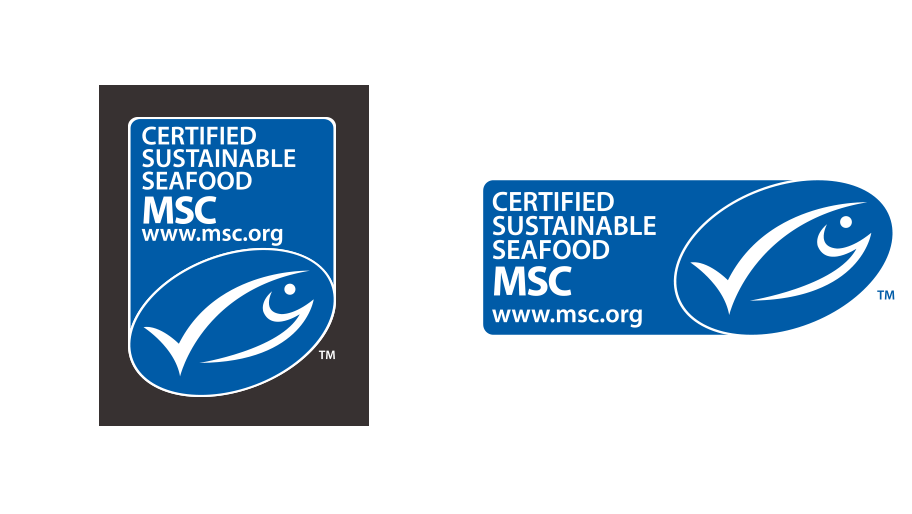 CERTIFIED
SUSTAINABLE
SEAFOOD
MSC
www.msc.org
TM
CERTIFIED
SUSTAINABLE
SEAFOOD
MSC
www.msc.org
TM